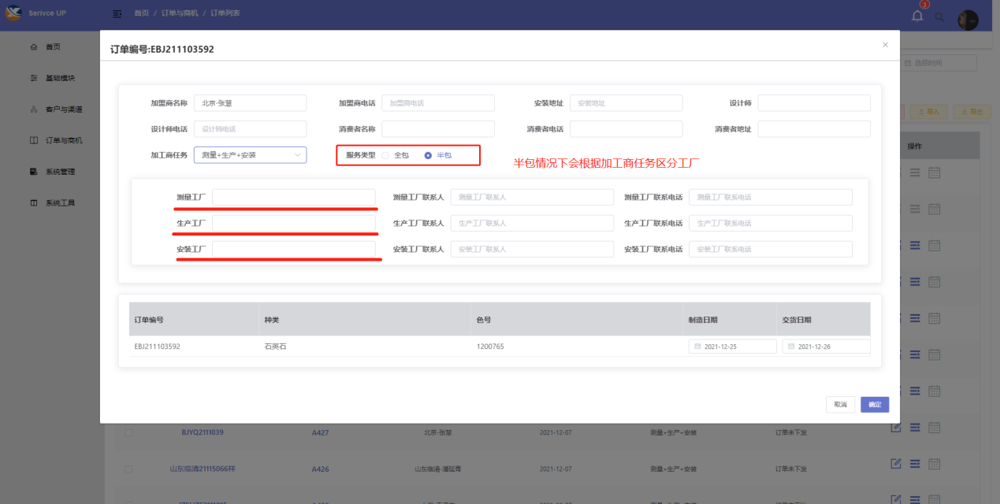 Serivce UP
首页 / 订单与商机 / 订单列表
3
首页
基础模块
客户与渠道
订单与商机
系统管理
系统工具
选择时间
导入 导出
操作
订单编号:EBJ211103592
加盟商名称 北京-张慧 加盟商电话 加盟商电话 安装地址 安装地址 设计师
设计师电话 设计师电话 消费者名称 消费者电话 消费者地址
加工商任务 测量+生产+安装 服务类型 全包 半包
半包情况下会根据加工商任务区分工厂
测量工厂 测量工厂联系人 测量工厂联系人 测量工厂联系电话 测量工厂联系电话
生产工厂 生产工厂联系人 生产工厂联系人 生产工厂联系电话 生产工厂联系电话
安装工厂 安装工厂联系人 安装工厂联系人 安装工厂联系电话 安装工厂联系电话
订单编号 种类 色号 制造日期 交货日期
EBJ211103592 石英石 1200765 2021-12-25 2021-12-26
取消 确定
BJYQ2111039 A427 北京-张慧 2021-12-07 测量+生产+安装 订单未下发
山东临清21115066样 A426 山东临清-潘延青 2021-12-07 测量+生产+安装 订单未下发